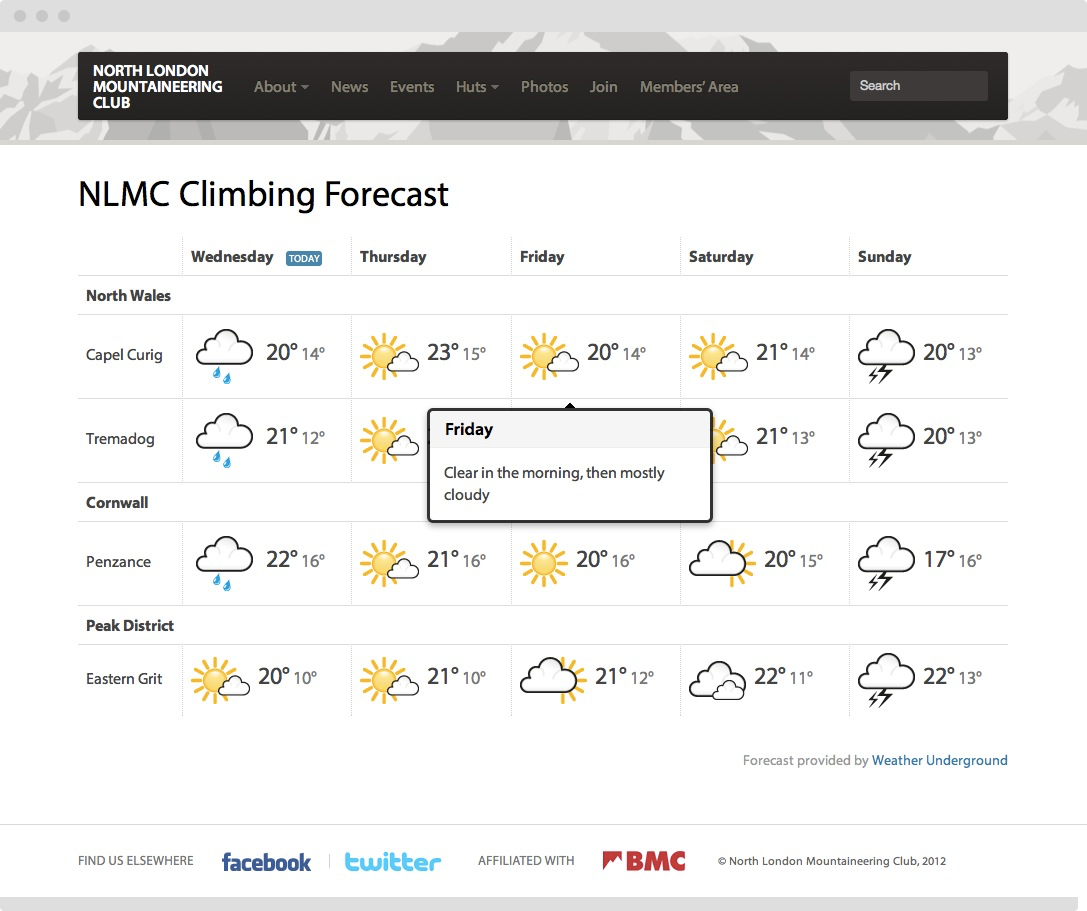 NORTH LONDON
MOUNTAINEERING
CLUB
About News Events Huts Photos Join Members’ Area Search
NLMC Climbing Forecast
Wednesday TODAY Thursday Friday Saturday Sunday
North Wales
Capel Curig 20° 14° 23° 15° 20° 14° 21° 14° 20° 13°
Tremadog 21° 12° 21° 13° 20° 13°
Friday
Clear in the morning, then mostly
cloudy
Cornwall
Penzance 22° 16° 21° 16° 20° 16° 20° 15° 17° 16°
Peak District
Eastern Grit 20° 10° 21° 10° 21° 12° 22° 11° 22° 13°
Forecast provided by Weather Underground
FIND US ELSEWHERE facebook twitter AFFILIATED WITH BMC © North London Mountaineering Club, 2012